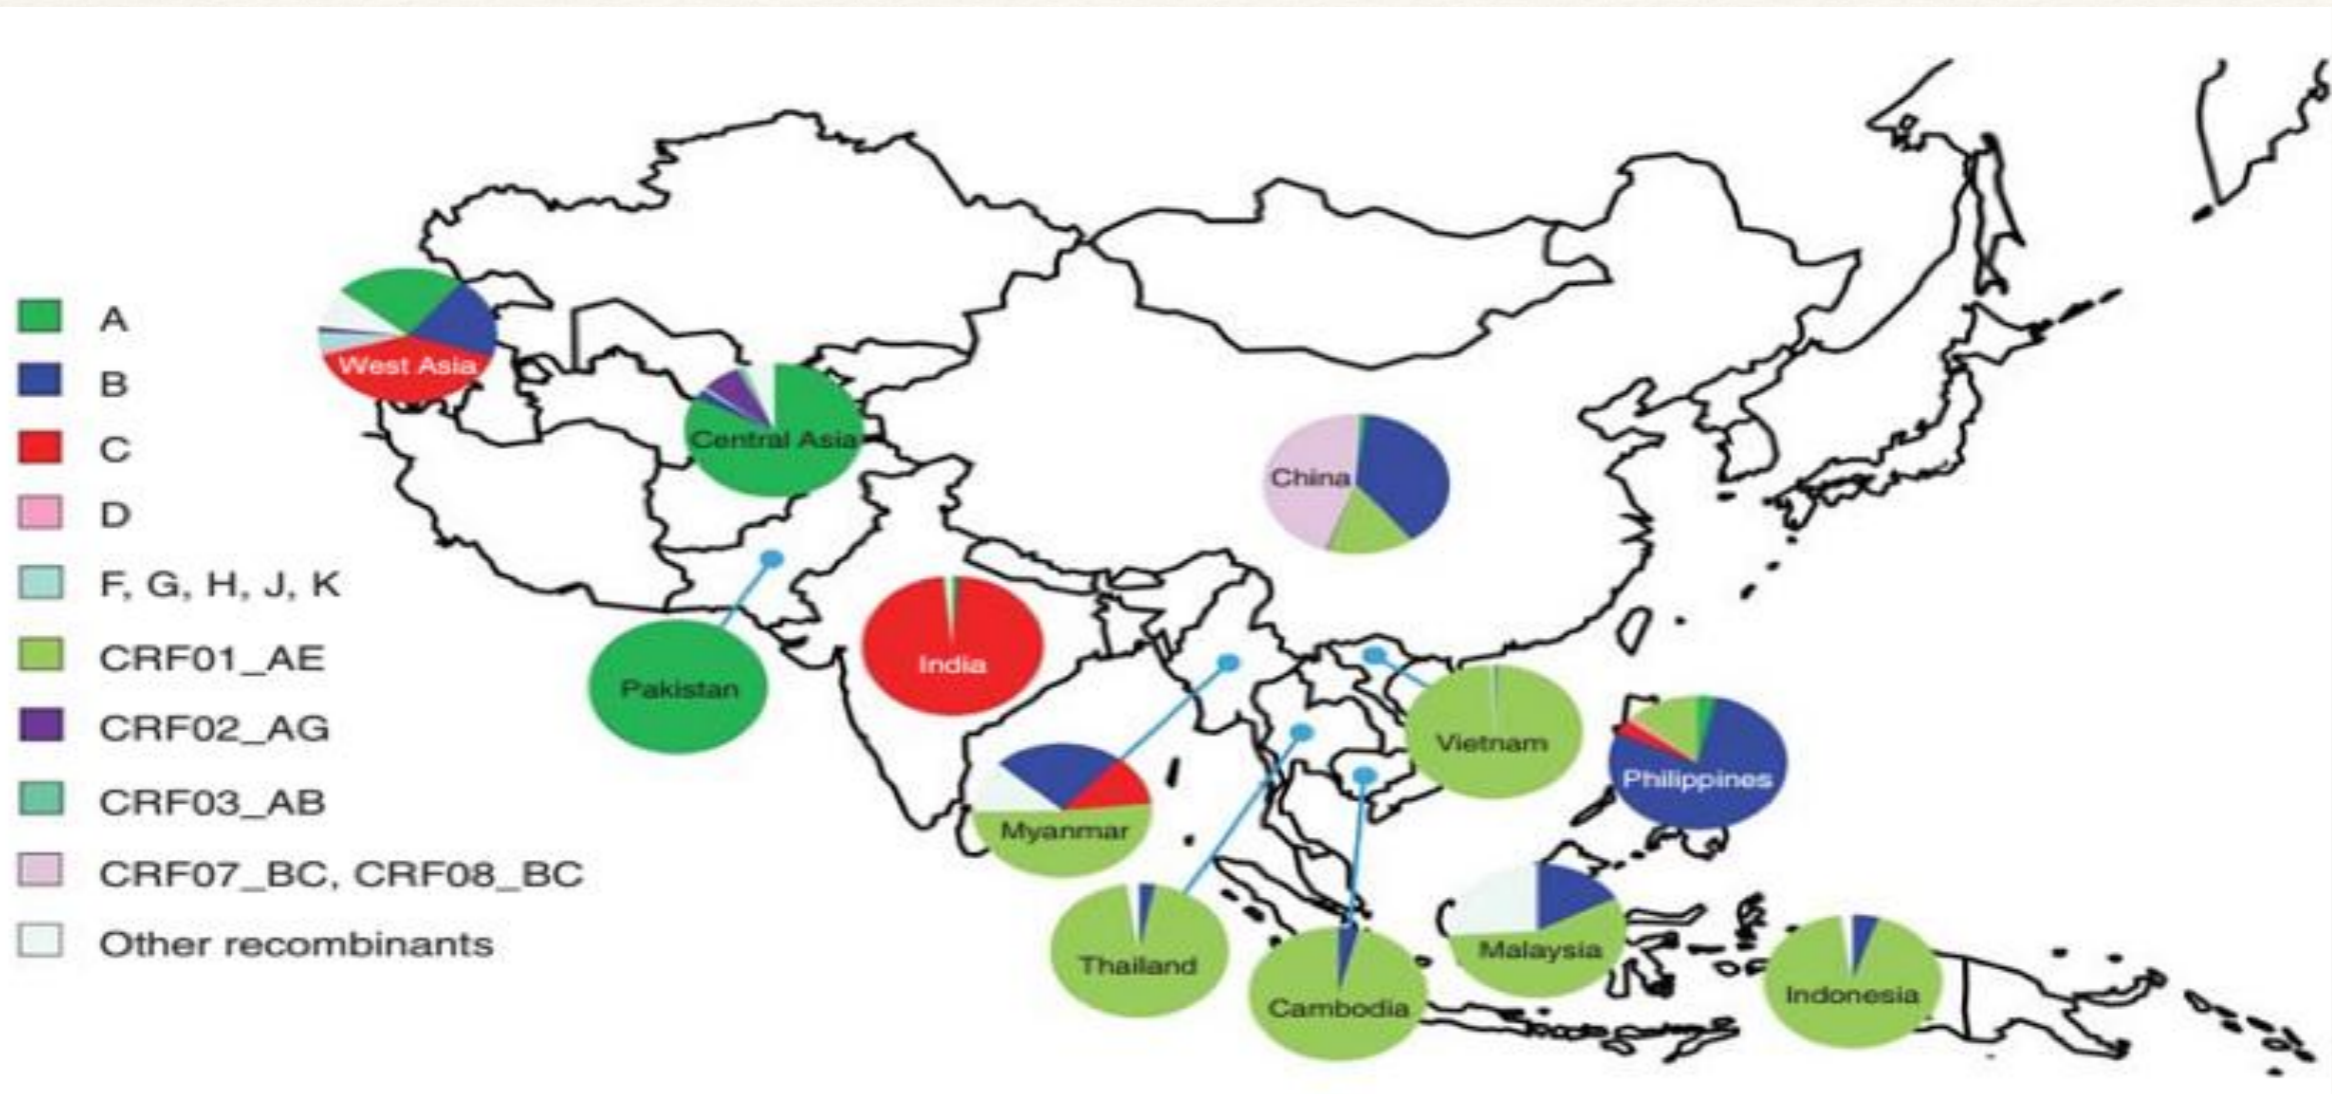 A
B
C
D
F, G, H, J, K
CRF01_AE
CRF02_AG
CRF03_AB
CRF07_BC, CRF08_BC
Other recombinants
West Asia
Central Asia
China
Pakistan
India
Vietnam
Philippines
Myanmar
Thailand
Cambodia
Malaysia
Indonesia